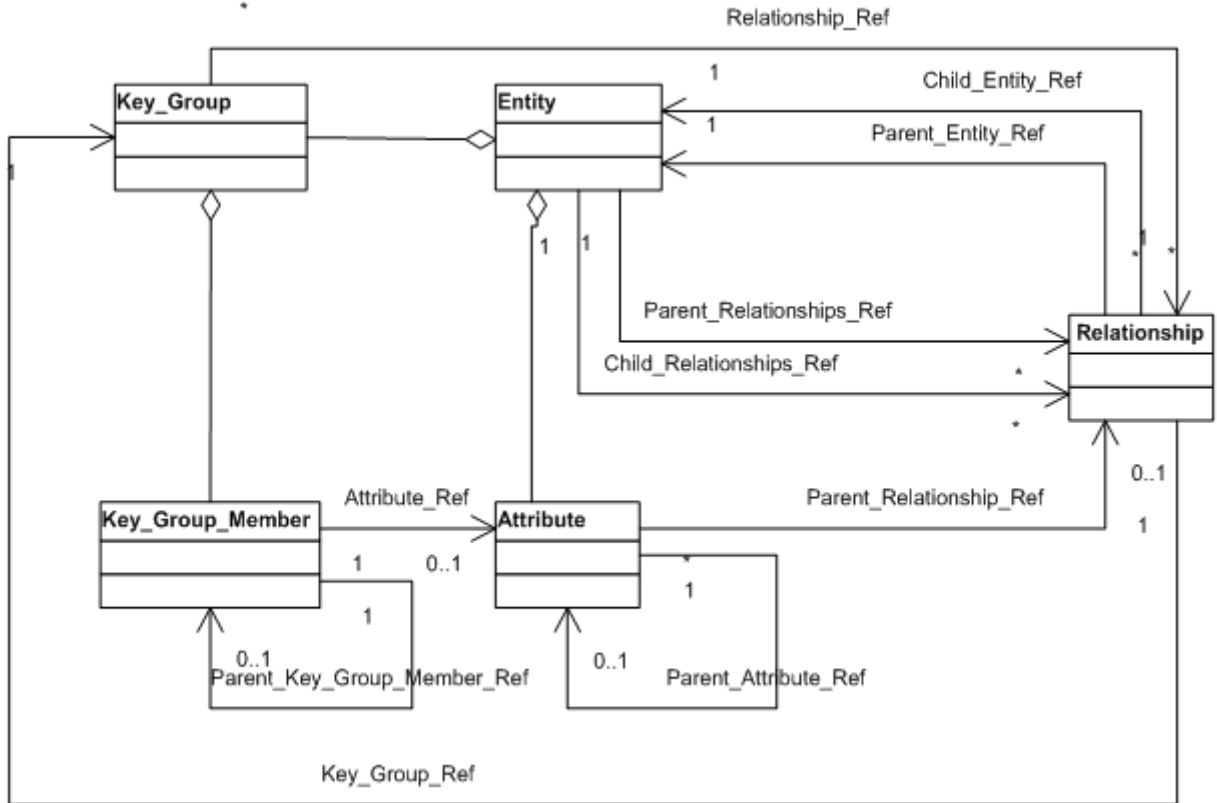 *
Relationship_Ref
1
Child_Entity_Ref
Key_Group
Entity
1
Parent_Entity_Ref
1
1
1
1
*
*
Parent_Relationships_Ref
Relationship
Child_Relationships_Ref
*
*
0..1
Attribute_Ref
Parent_Relationship_Ref
Key_Group_Member
Attribute
1
1
0..1
*
1
1
0..1
0..1
Parent_Key_Group_Member_Ref
Parent_Attribute_Ref
Key_Group_Ref